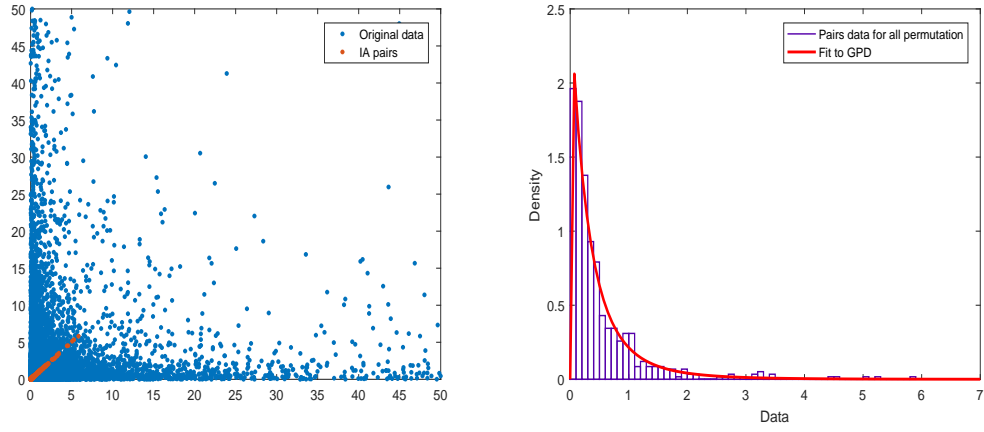 50
45
40
35
30
25
20
15
10
5
0
0 5 10 15 20 25 30 35 40 45 50
Original data
IA pairs
2.5
2
1.5
1
0.5
0
0 1 2 3 4 5 6 7
Density
Data
Pairs data for all permutation
Fit to GPD